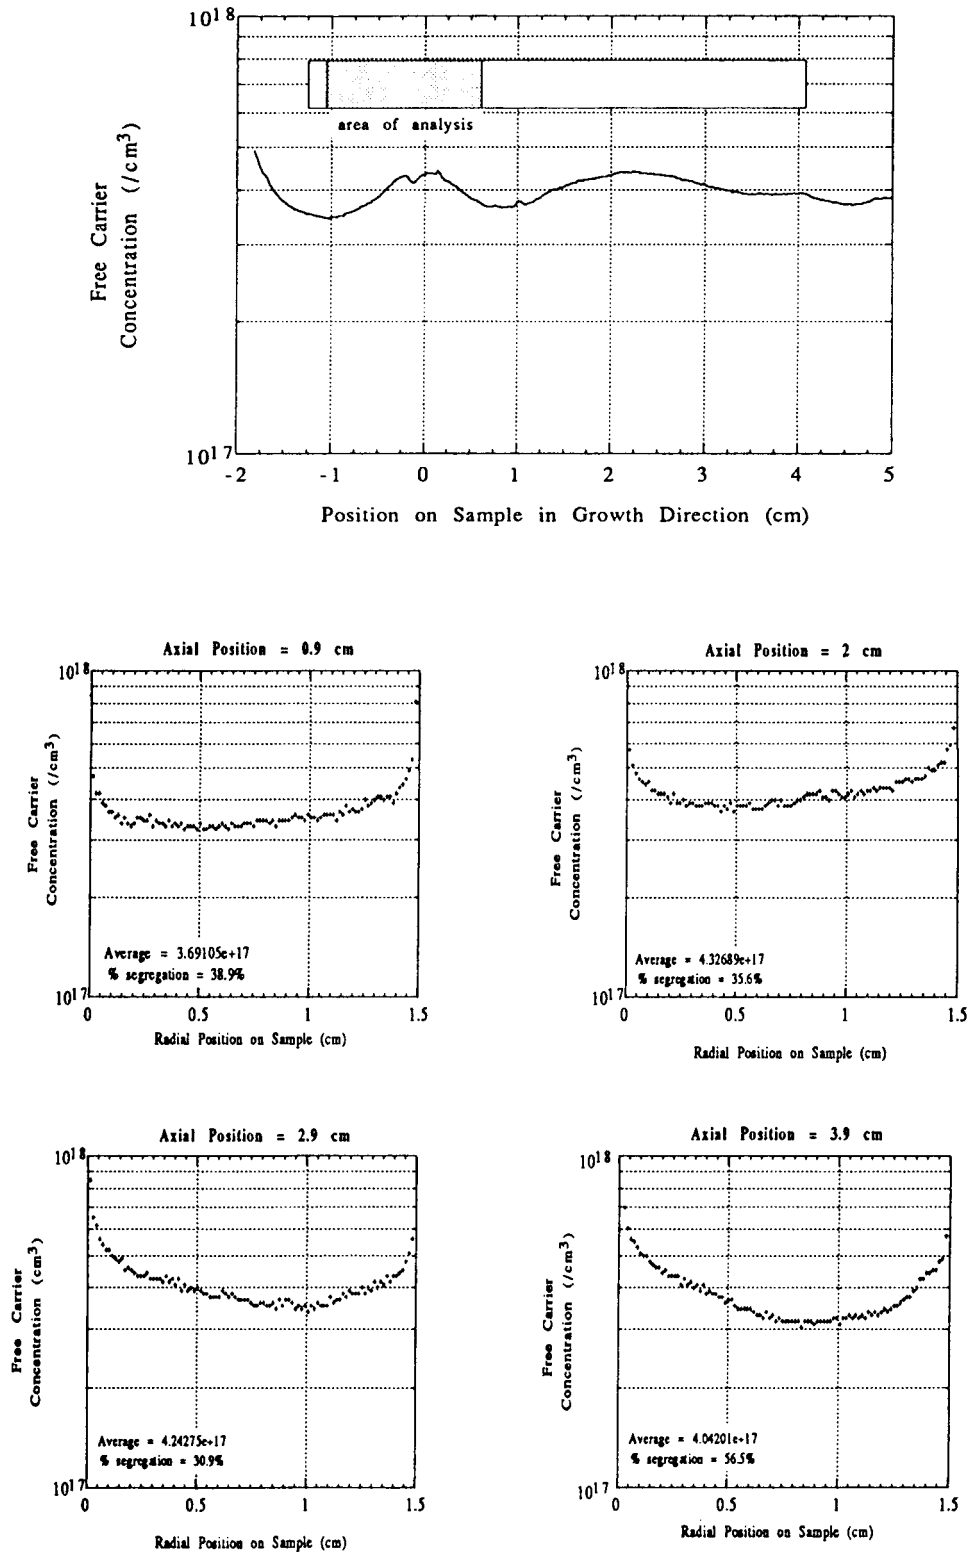 10^18
area of analysis
Free Carrier
Concentration (/cm^3)
10^17
-2 -1 0 1 2 3 4 5
Position on Sample in Growth Direction (cm)
Axial Position = 0.9 cm
10^18
Free Carrier
Concentration (/cm^3)
Average = 3.69105e+17
% segregation = 38.9%
10^17
0 0.5 1 1.5
Radial Position on Sample (cm)
Axial Position = 2 cm
10^18
Free Carrier
Concentration (/cm^3)
Average = 4.32689e+17
% segregation = 35.6%
10^17
0 0.5 1 1.5
Radial Position on Sample (cm)
Axial Position = 2.9 cm
10^18
Free Carrier
Concentration (cm^3)
Average = 4.24275e+17
% segregation = 30.9%
10^17
0 0.5 1 1.5
Radial Position on Sample (cm)
Axial Position = 3.9 cm
10^18
Free Carrier
Concentration (/cm^3)
Average = 4.04201e+17
% segregation = 56.5%
10^17
0 0.5 1 1.5
Radial Position on Sample (cm)